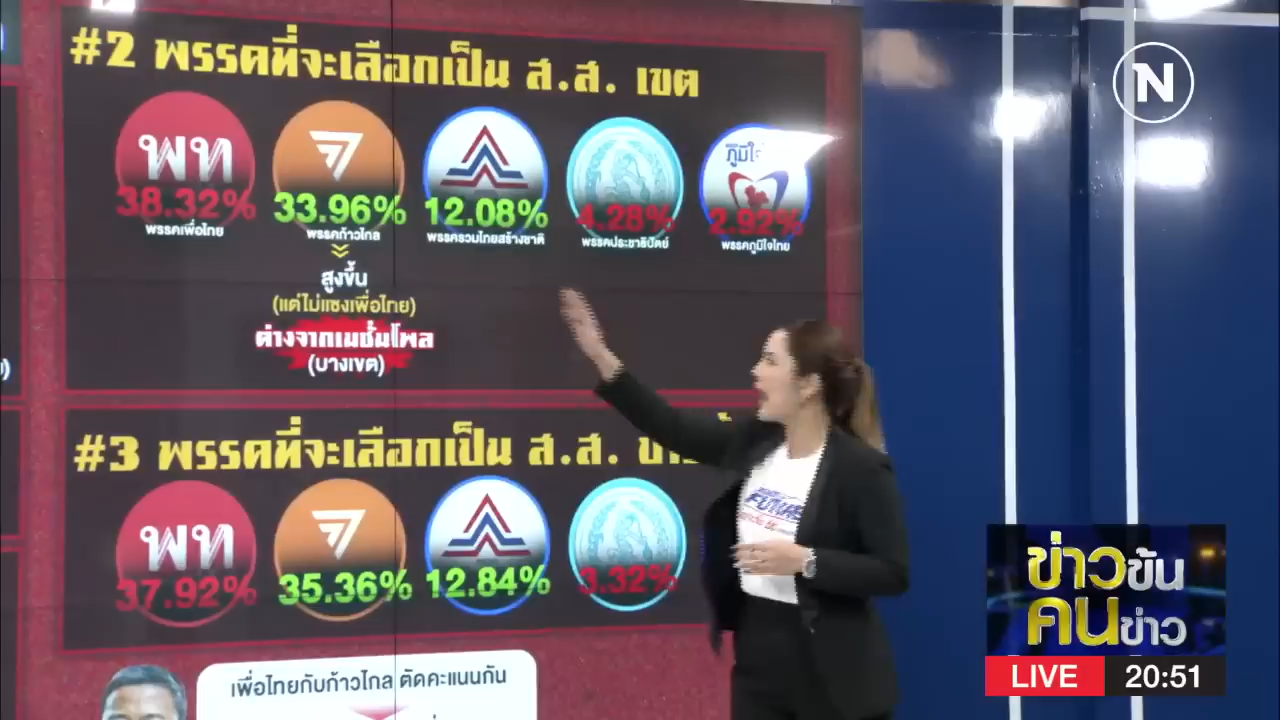 #2 พรรคที่จะเลือกเป็น ส.ส. เขต
พท
38.32%
พรรคเพื่อไทย
33.96%
พรรคก้าวไกล
12.08%
พรรครวมไทยสร้างชาติ
4.28%
พรรคประชาธิปัตย์
2.92%
พรรคภูมิใจไทย
สูงขึ้น
(แต่ไม่แซงเพื่อไทย)
ต่างจากเนชั่นโพล
(บางเขต)
#3 พรรคที่จะเลือกเป็น ส.ส.
พท
37.92%
35.36%
12.84%
3.32%
เพื่อไทยกับก้าวไกล ตัดคะแนนกัน
N
ข่าวข้น
คนข่าว
LIVE 20:51